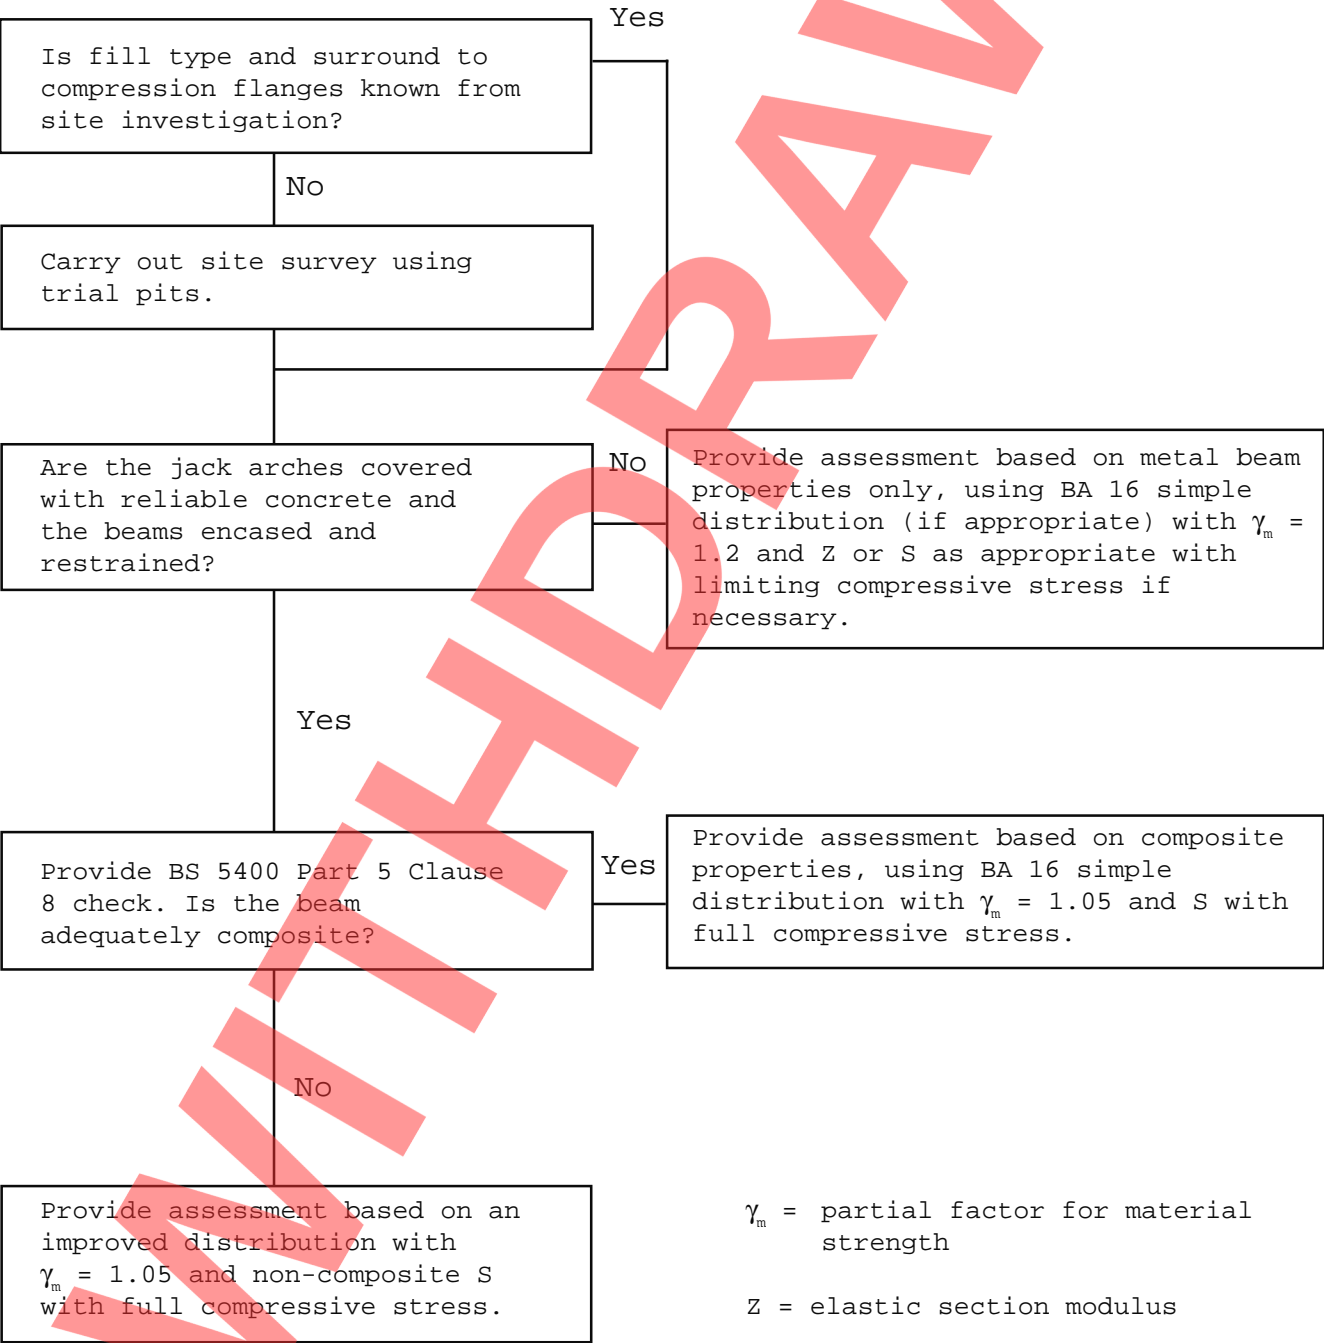 Yes
Is fill type and surround to
compression flanges known from
site investigation?
No
Carry out site survey using
trial pits.
Are the jack arches covered
with reliable concrete and
the beams encased and
restrained?
No
Provide assessment based on metal beam
properties only, using BA 16 simple
distribution (if appropriate) with γm =
1.2 and Z or S as appropriate with
limiting compressive stress if
necessary.
Yes
Provide BS 5400 Part 5 Clause
8 check. Is the beam
adequately composite?
Yes
Provide assessment based on composite
properties, using BA 16 simple
distribution with γm = 1.05 and S with
full compressive stress.
No
Provide assessment based on an
improved distribution with
γm = 1.05 and non-composite S
with full compressive stress.
γm = partial factor for material
strength
Z = elastic section modulus
WITHDRAW